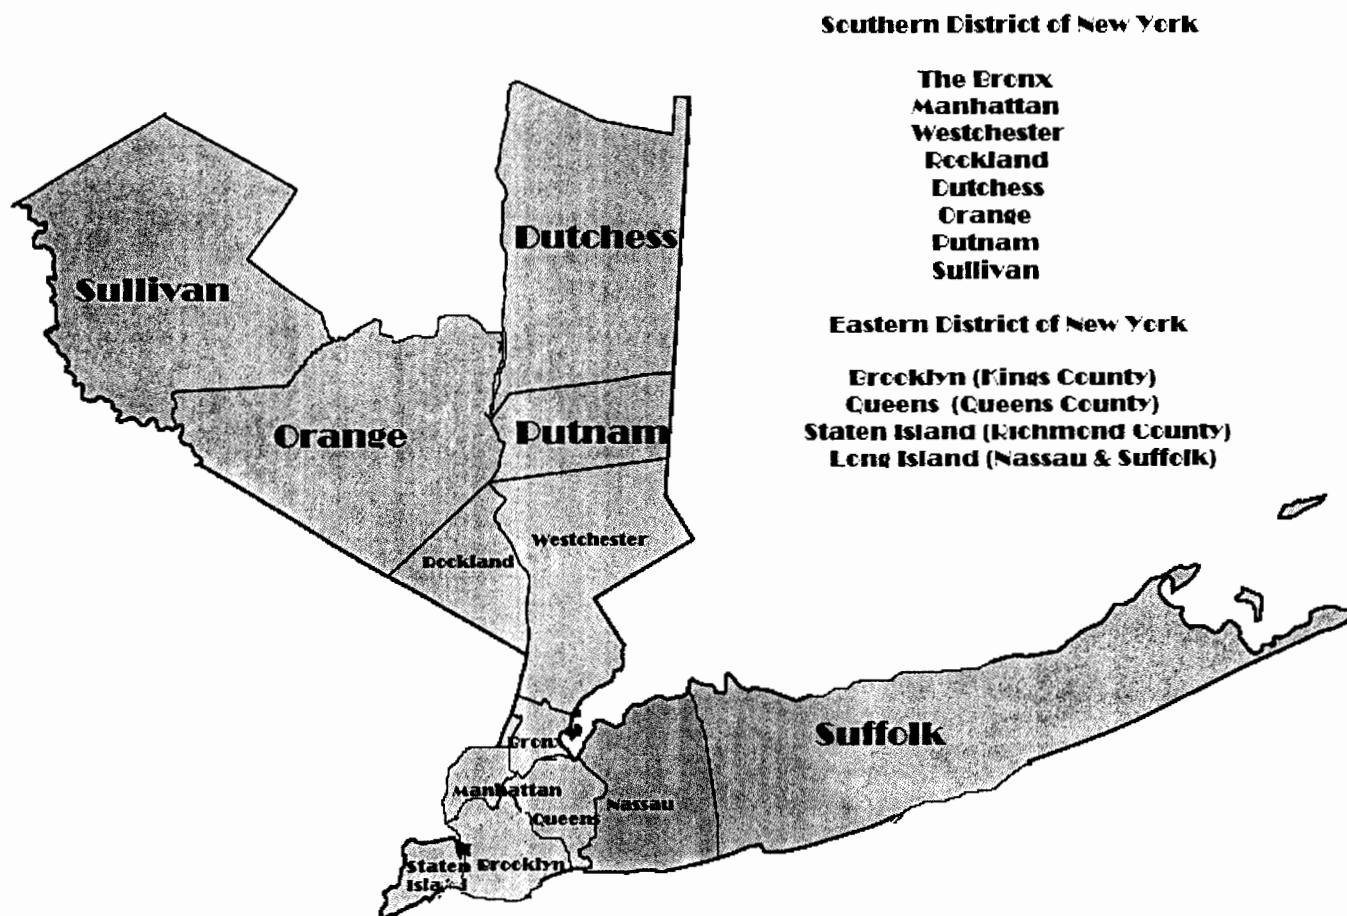 Southern District of New York
The Bronx
Manhattan
Westchester
Rockland
Dutchess
Orange
Putnam
Sullivan
Eastern District of New York
Brooklyn (Kings County)
Queens (Queens County)
Staten Island (Richmond County)
Long Island (Nassau & Suffolk)
Dutchess
Sullivan
Orange
Putnam
Westchester
Rockland
Suffolk
Bronx
Manhattan
Nassau
Queens
Staten
Brooklyn